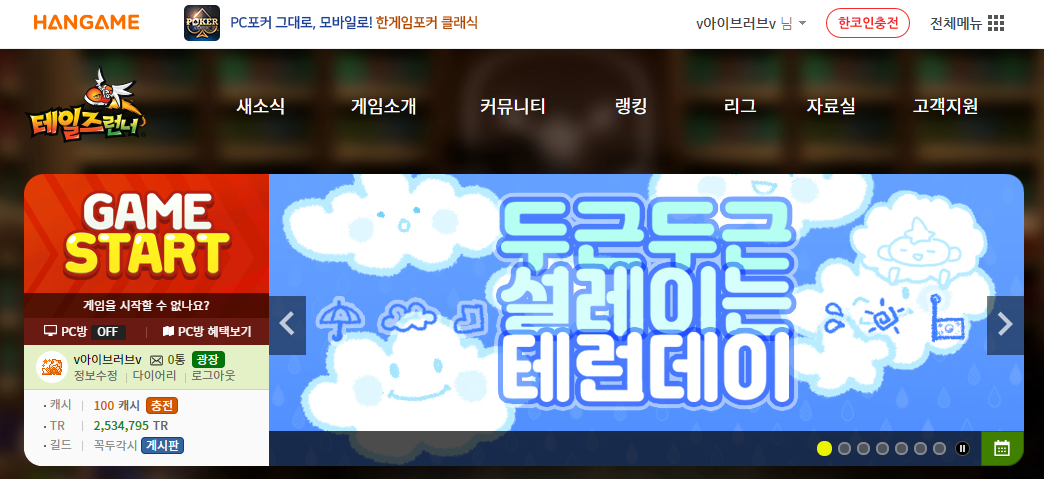 HANGAME
POKER
PC포커 그대로, 모바일로! 한게임포커 클래식
v아이브러브v 님
한코인충전
전체메뉴
테일즈런너
새소식
게임소개
커뮤니티
랭킹
리그
자료실
고객지원
GAME
START
게임을 시작할 수 없나요?
PC방 OFF
PC방 혜택보기
v아이브러브v 0통 광장
정보수정 다이어리 로그아웃
캐시 100 캐시 충전
TR 2,534,795 TR
길드 꼭두각시 게시판
두근두근
설레이는
테런데이